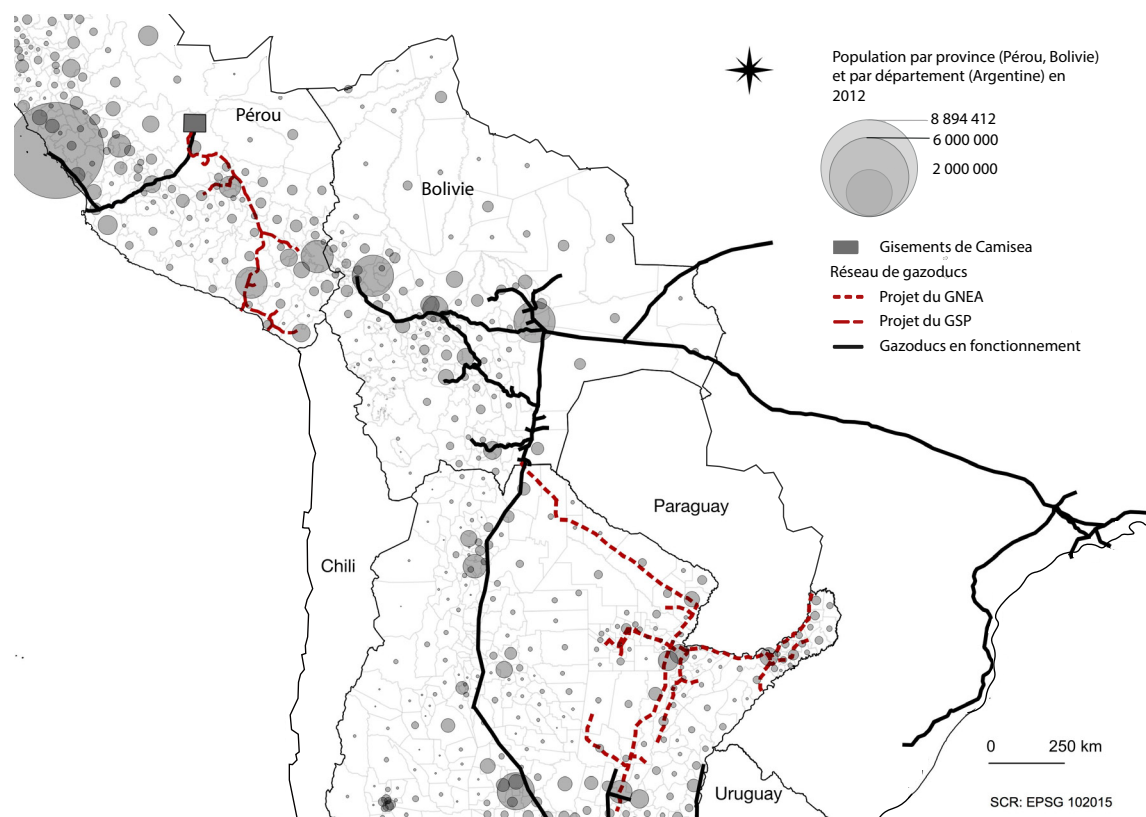 Population par province (Pérou, Bolivie)
et par département (Argentine) en
2012
8 894 412
6 000 000
2 000 000
Gisements de Camisea
Réseau de gazoducs
Projet du GNEA
Projet du GSP
Gazoducs en fonctionnement
Pérou
Bolivie
Paraguay
Chili
Uruguay
0 250 km
SCR: EPSG 102015